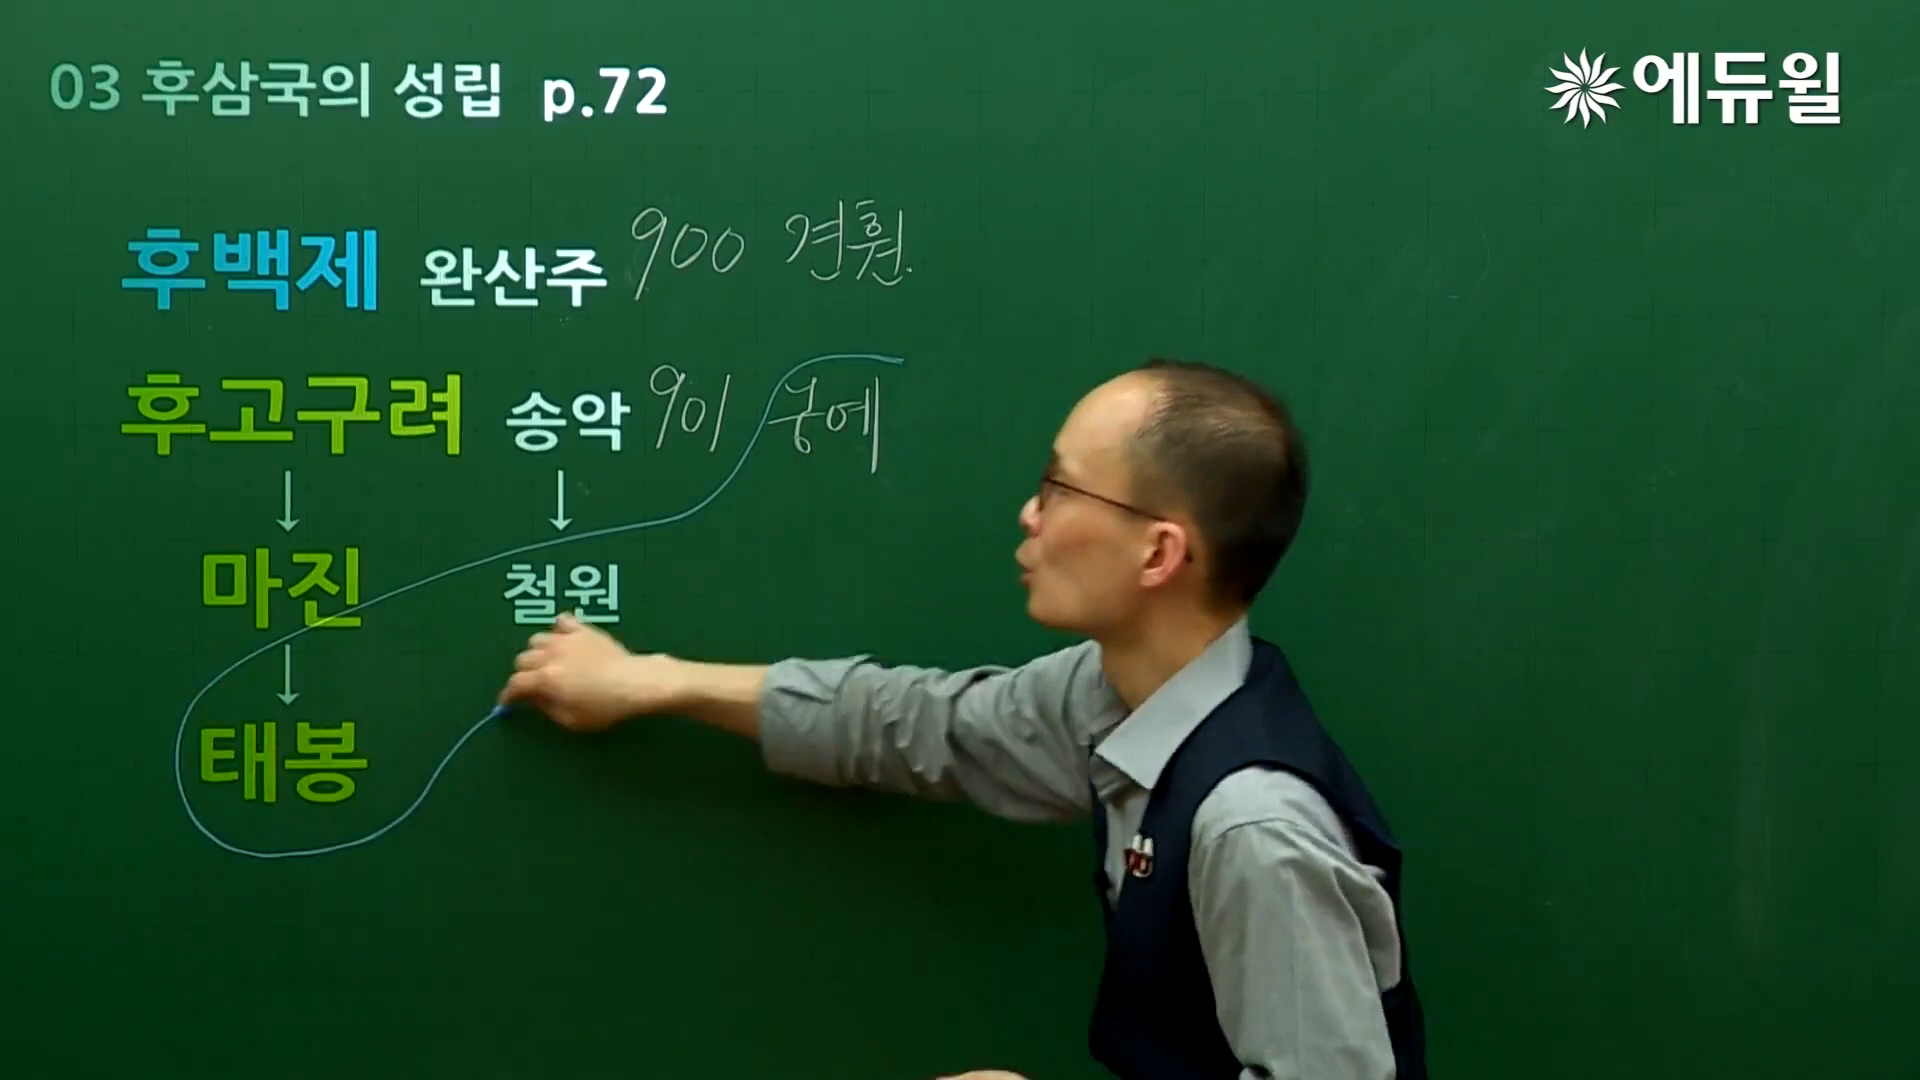 03 후삼국의 성립 p.72
에듀윌
후백제 완산주 900 견훤.
후고구려 송악 901 궁예
↓ ↓
마진 철원
↓
태봉